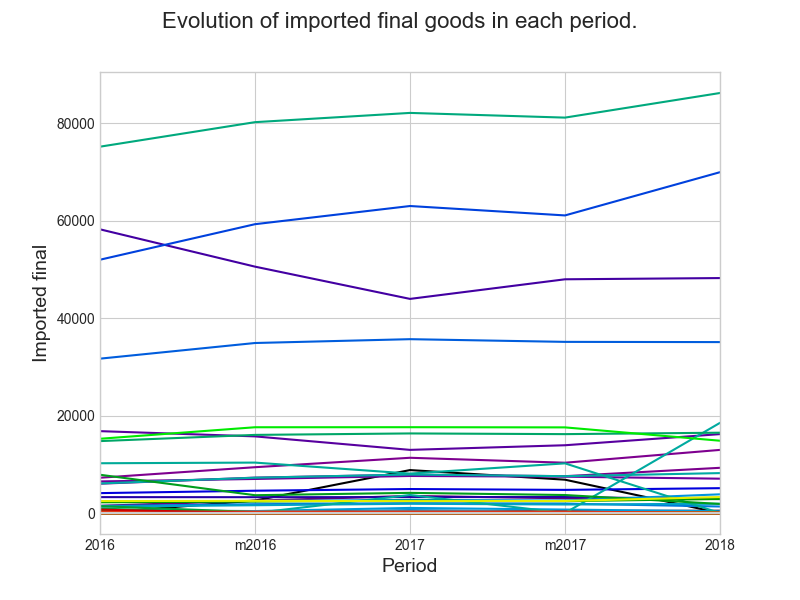 Evolution of imported final goods in each period.
80000
60000
40000
20000
0
Imported final
2016 m2016 2017 m2017 2018
Period